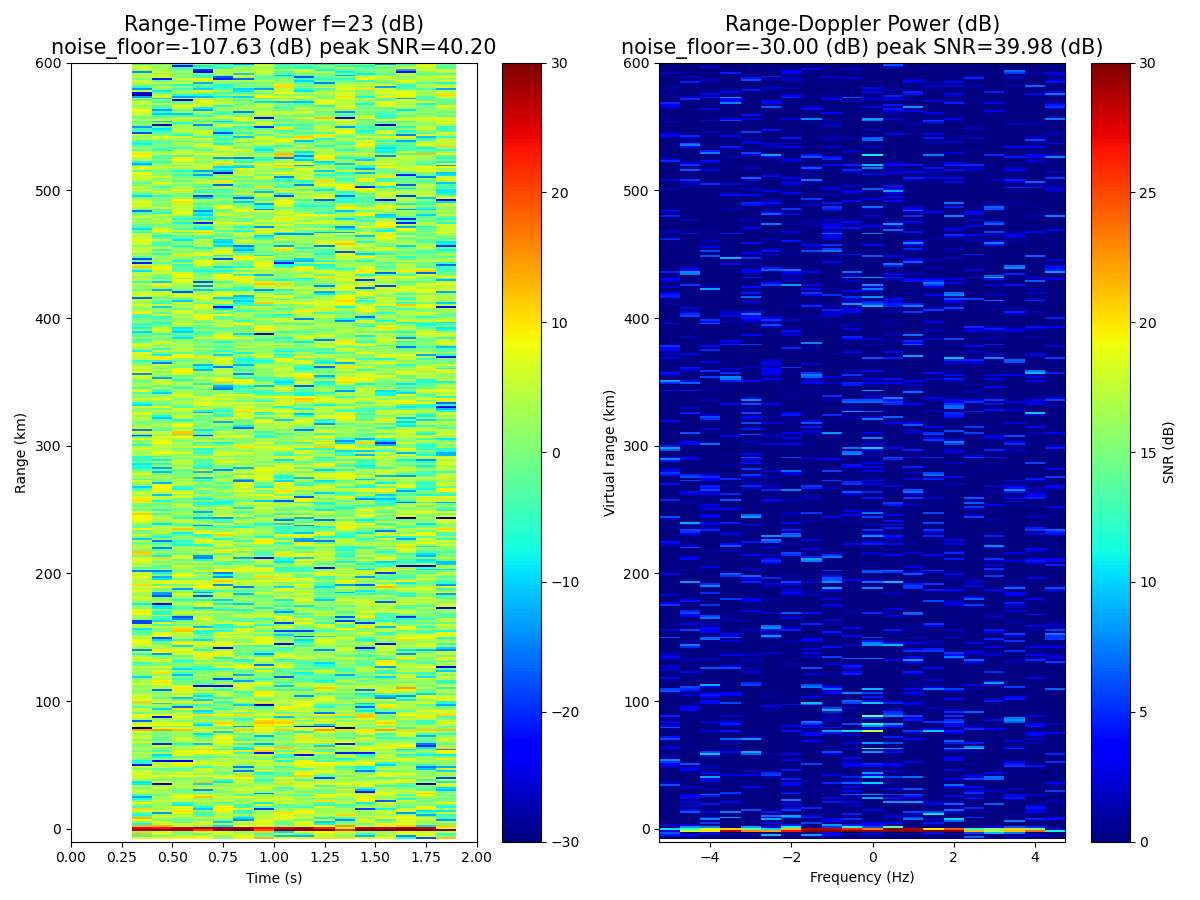 Range-Time Power f=23 (dB)
noise_floor=-107.63 (dB) peak SNR=40.20
Range (km)
600
500
400
300
200
100
0
0.00 0.25 0.50 0.75 1.00 1.25 1.50 1.75 2.00
Time (s)
30
20
10
0
−10
−20
−30
Range-Doppler Power (dB)
noise_floor=-30.00 (dB) peak SNR=39.98 (dB)
Virtual range (km)
600
500
400
300
200
100
0
−4 −2 0 2 4
Frequency (Hz)
30
25
20
15
10
5
0
SNR (dB)